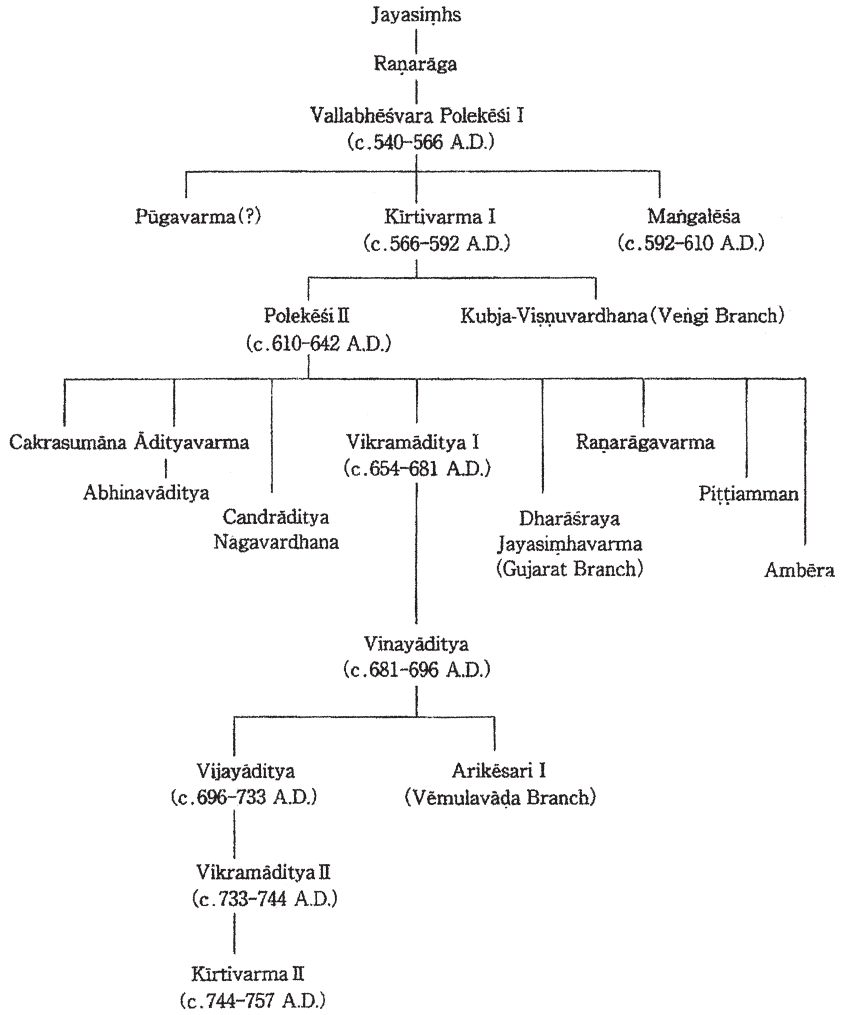 Jayasiṃhs
Raṇarāga
Vallabhēśvara Polekēśi I
(c.540-566 A.D.)
Pūgavarma(?)
Kīrtivarma I
(c.566-592 A.D.)
Maṅgalēśa
(c.592-610 A.D.)
Polekēśi II
(c.610-642 A.D.)
Kubja-Viṣṇuvardhana(Veṅgi Branch)
Cakrasumāna
Ādityavarma
Abhinavāditya
Candrāditya
Nāgavardhana
Vikramāditya I
(c.654-681 A.D.)
Dharāśraya
Jayasiṃhavarma
(Gujarat Branch)
Raṇarāgavarma
Piṭṭiamman
Ambēra
Vinayāditya
(c.681-696 A.D.)
Vijayāditya
(c.696-733 A.D.)
Arikēsari I
(Vēmulavāḍa Branch)
Vikramāditya II
(c.733-744 A.D.)
Kīrtivarma II
(c.744-757 A.D.)